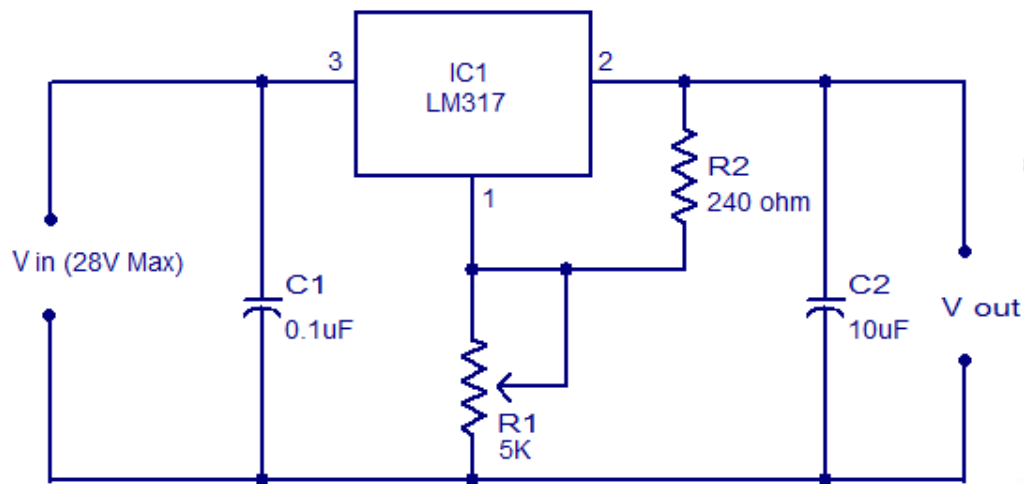 3
IC1
LM317
2
1
R2
240 ohm
V in (28V Max)
C1
0.1uF
R1
5K
C2
10uF
V out